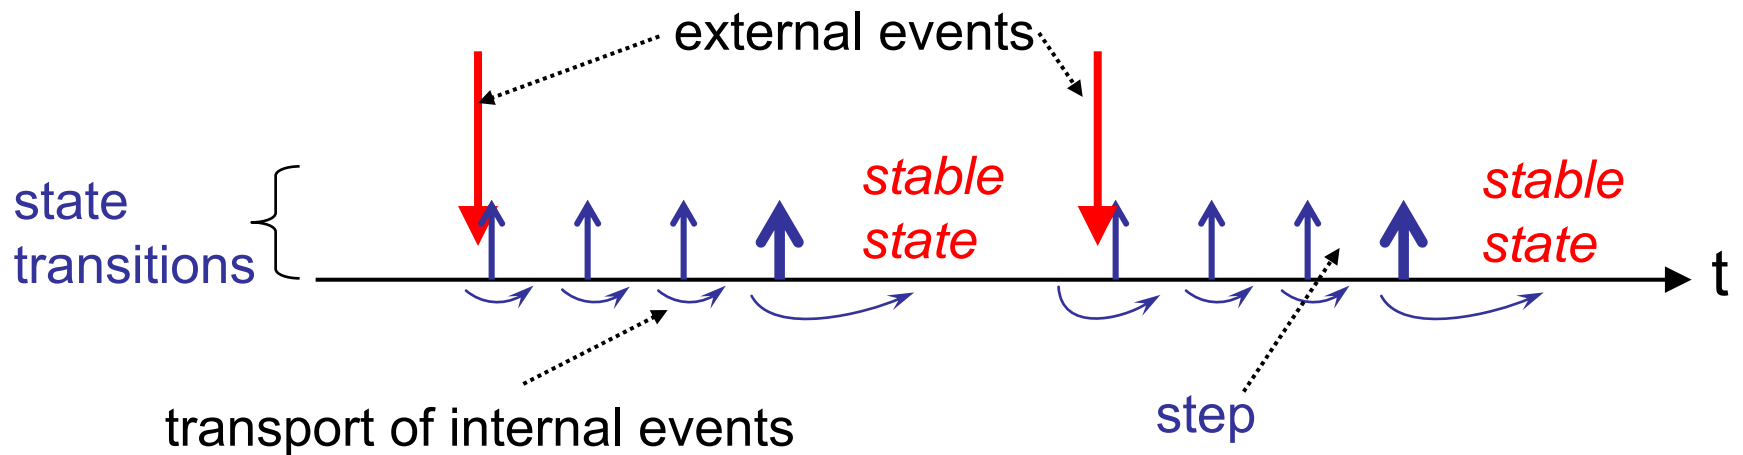 external events
state
transitions
stable
state
stable
state
t
transport of internal events
step